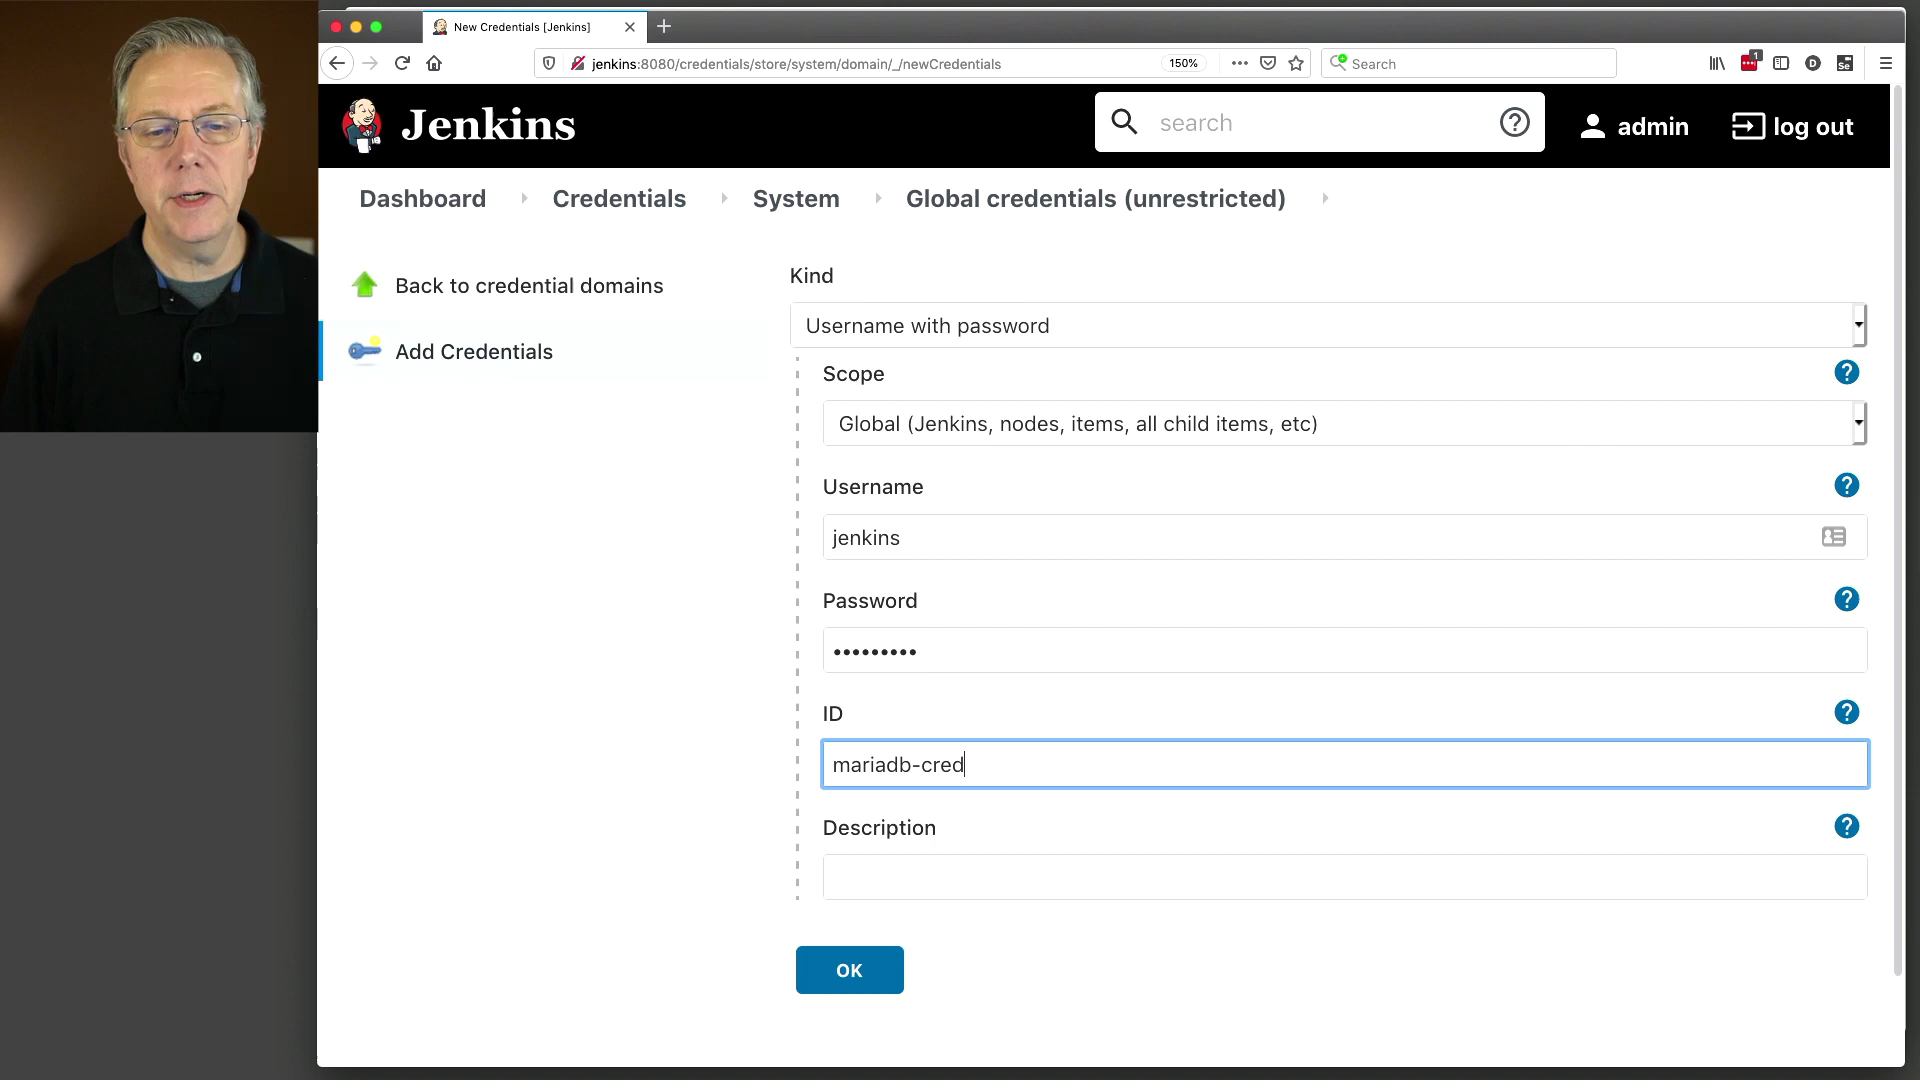 New Credentials [Jenkins]
jenkins:8080/credentials/store/system/domain/_/newCredentials
150%
Search
1
D
Se
Jenkins
search
admin
log out
Dashboard
Credentials
System
Global credentials (unrestricted)
Back to credential domains
Add Credentials
Kind
Username with password
Scope
Global (Jenkins, nodes, items, all child items, etc)
Username
jenkins
Password
•••••••••
ID
mariadb-cred
Description
OK